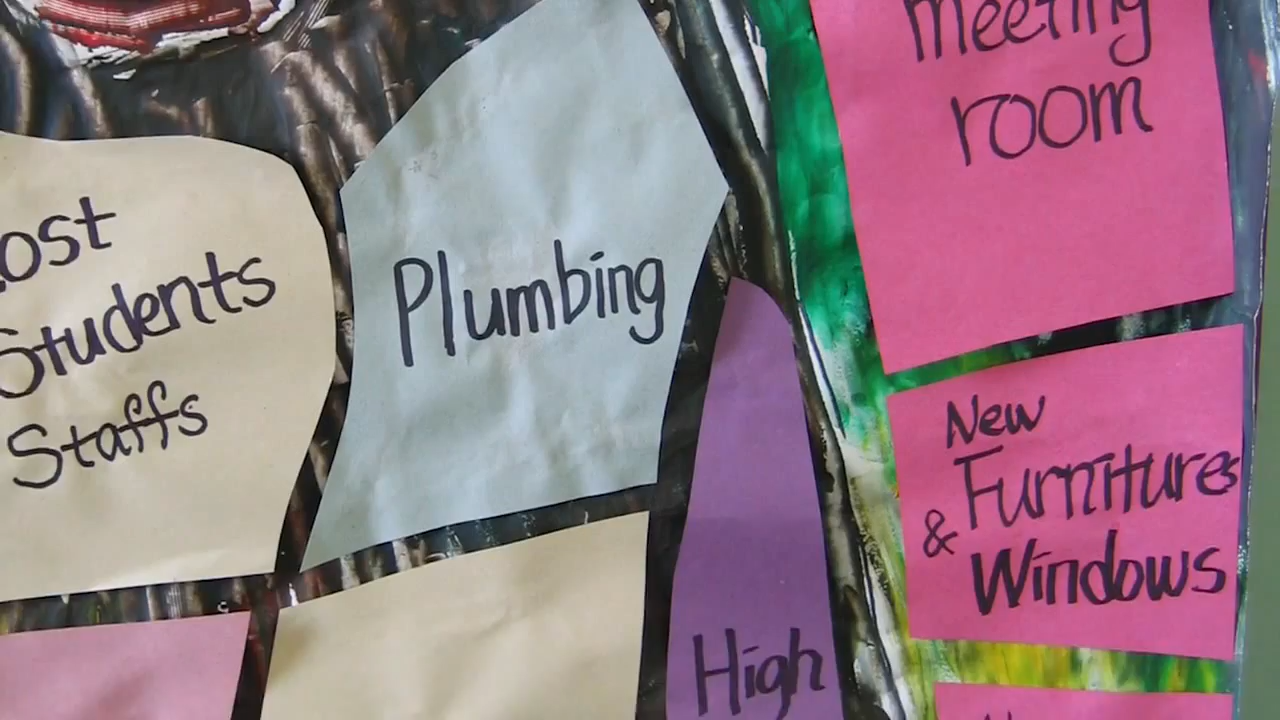 meeting
room
ost
Students
Staffs
Plumbing
New
Furnitures
&
Windows
High